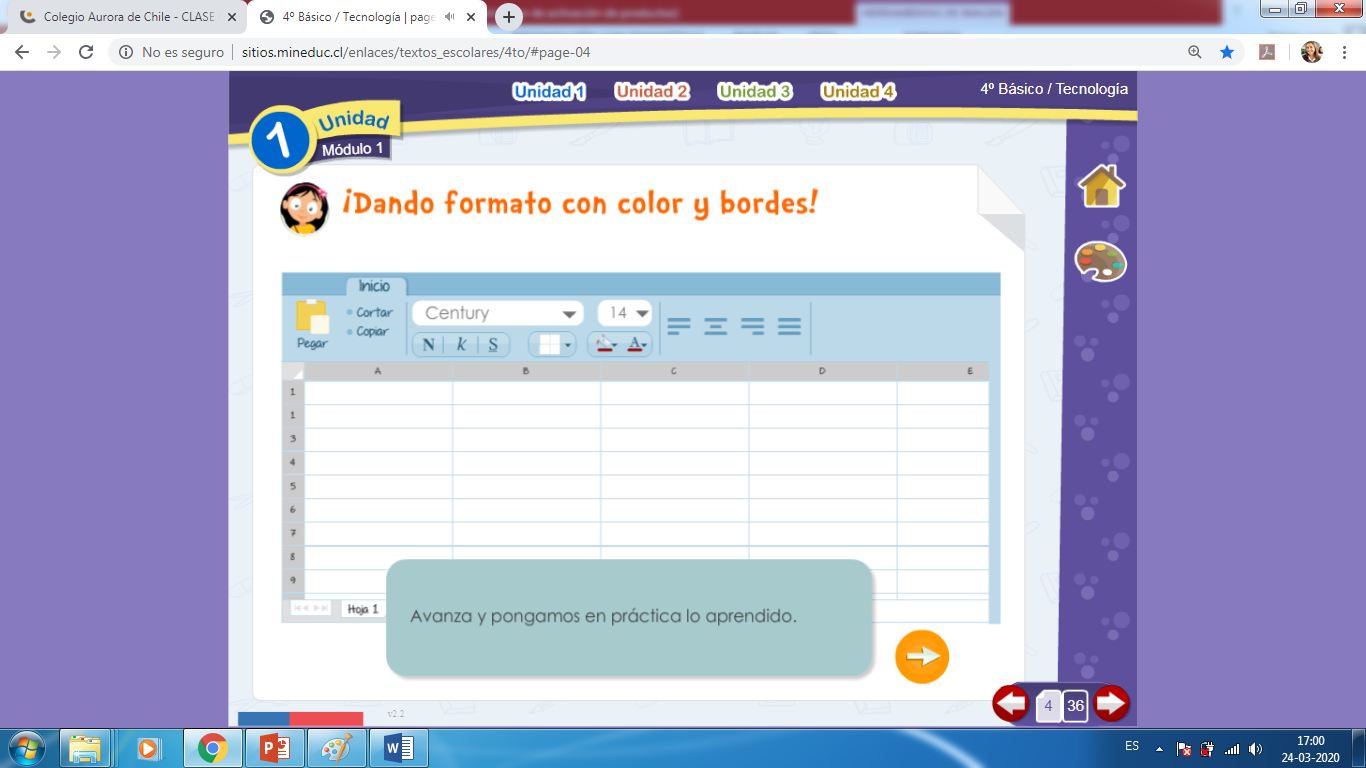 Colegio Aurora de Chile - CLASE
4º Básico / Tecnología | page
No es seguro
sitios.mineduc.cl/enlaces/textos_escolares/4to/#page-04
Unidad 1 Unidad 2 Unidad 3 Unidad 4
4º Básico / Tecnología
1 Unidad
Módulo 1
¡Dando formato con color y bordes!
Inicio
Pegar
Cortar
Copiar
Century 14
N k S A
A B C D E
1
1
3
4
5
6
7
8
9
Hoja 1
Avanza y pongamos en práctica lo aprendido.
v2.2
4 36
ES
17:00
24-03-2020